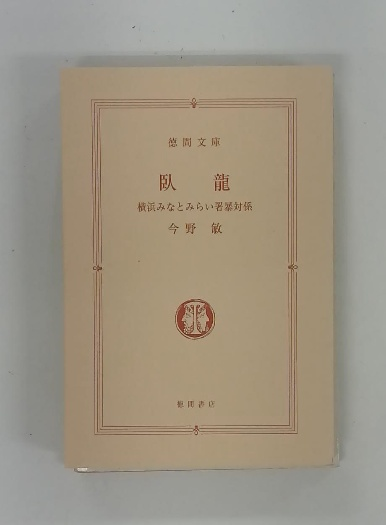 徳間文庫
臥龍
横浜みなとみらい署暴対係
今野敏
徳間書店